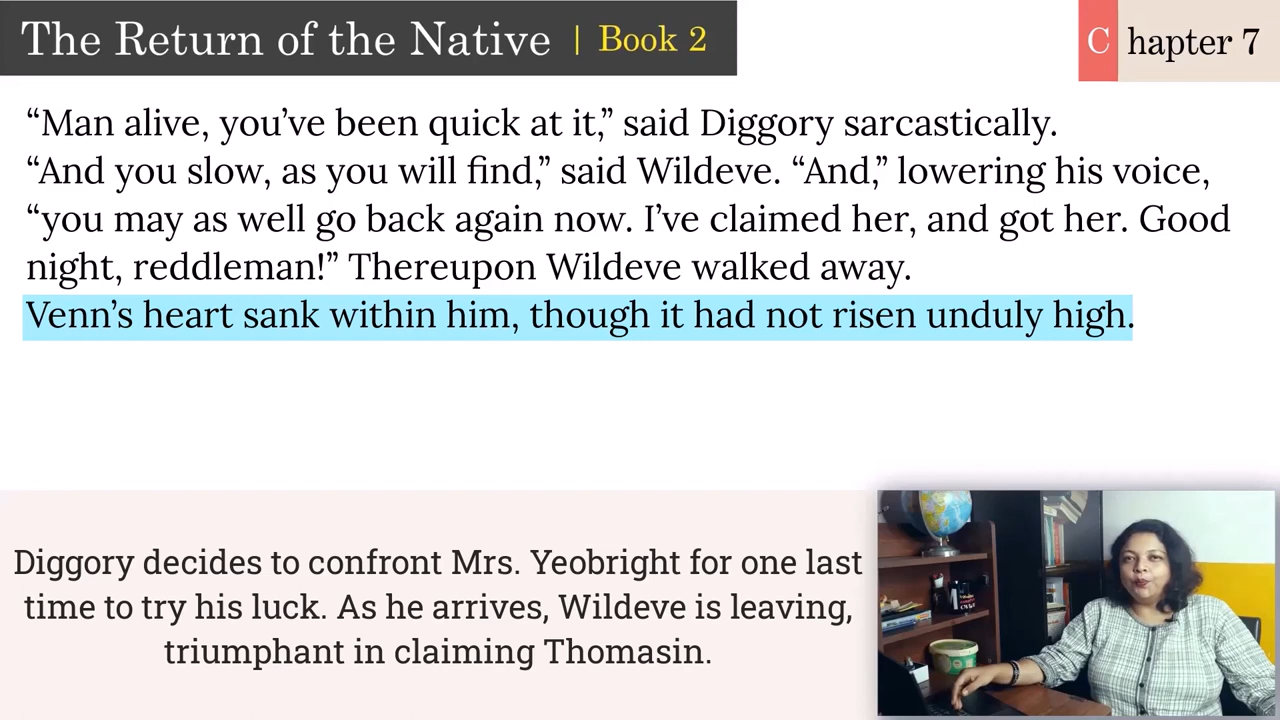 The Return of the Native | Book 2
Chapter 7
“Man alive, you’ve been quick at it,” said Diggory sarcastically.
“And you slow, as you will find,” said Wildeve. “And,” lowering his voice,
“you may as well go back again now. I’ve claimed her, and got her. Good
night, reddleman!” Thereupon Wildeve walked away.
Venn’s heart sank within him, though it had not risen unduly high.
Diggory decides to confront Mrs. Yeobright for one last
time to try his luck. As he arrives, Wildeve is leaving,
triumphant in claiming Thomasin.